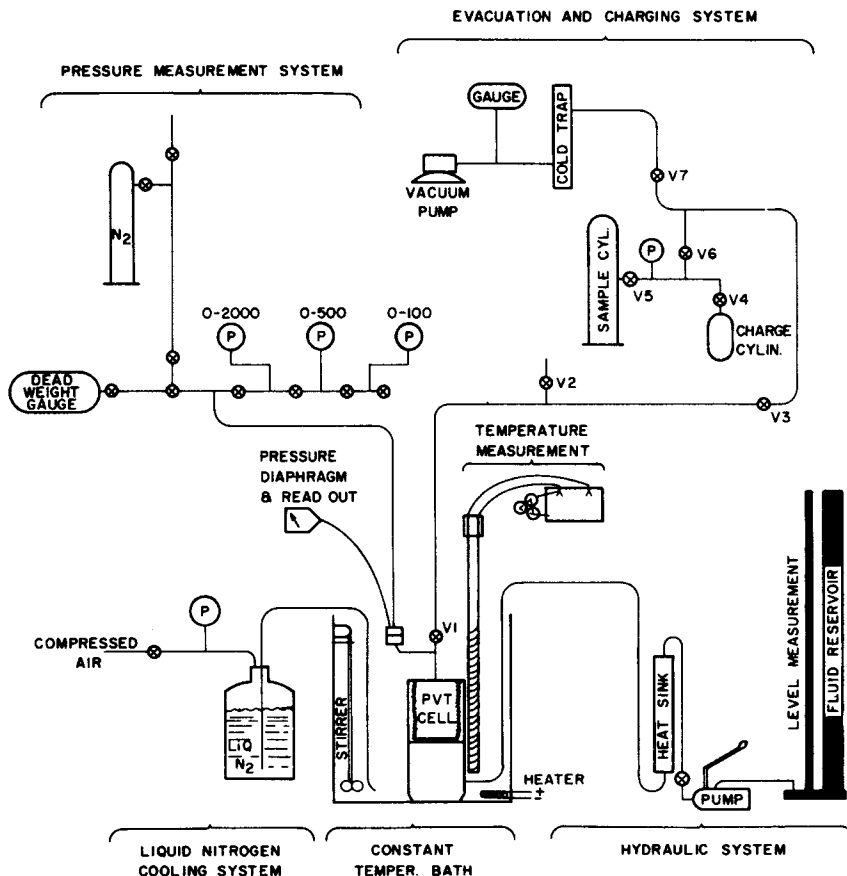 EVACUATION AND CHARGING SYSTEM
PRESSURE MEASUREMENT SYSTEM
GAUGE
COLD TRAP
VACUUM
PUMP
V7
N2
SAMPLE CYL.
P
V6
V5
V4
CHARGE
CYLIN.
0-2000
0-500
0-100
P
P
P
DEAD
WEIGHT
GAUGE
V2
V3
TEMPERATURE
MEASUREMENT
PRESSURE
DIAPHRAGM
& READ OUT
P
COMPRESSED
AIR
V1
STIRRER
PVT
CELL
LIQ
N2
HEATER
+
-
HEAT SINK
PUMP
LEVEL MEASUREMENT
FLUID RESERVOIR
LIQUID NITROGEN
COOLING SYSTEM
CONSTANT
TEMPER. BATH
HYDRAULIC SYSTEM